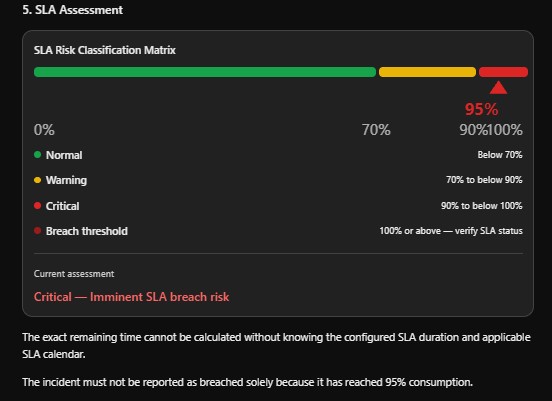 5. SLA Assessment
SLA Risk Classification Matrix
95%
0% 70% 90%100%
Normal Below 70%
Warning 70% to below 90%
Critical 90% to below 100%
Breach threshold 100% or above — verify SLA status
Current assessment
Critical — Imminent SLA breach risk
The exact remaining time cannot be calculated without knowing the configured SLA duration and applicable
SLA calendar.
The incident must not be reported as breached solely because it has reached 95% consumption.